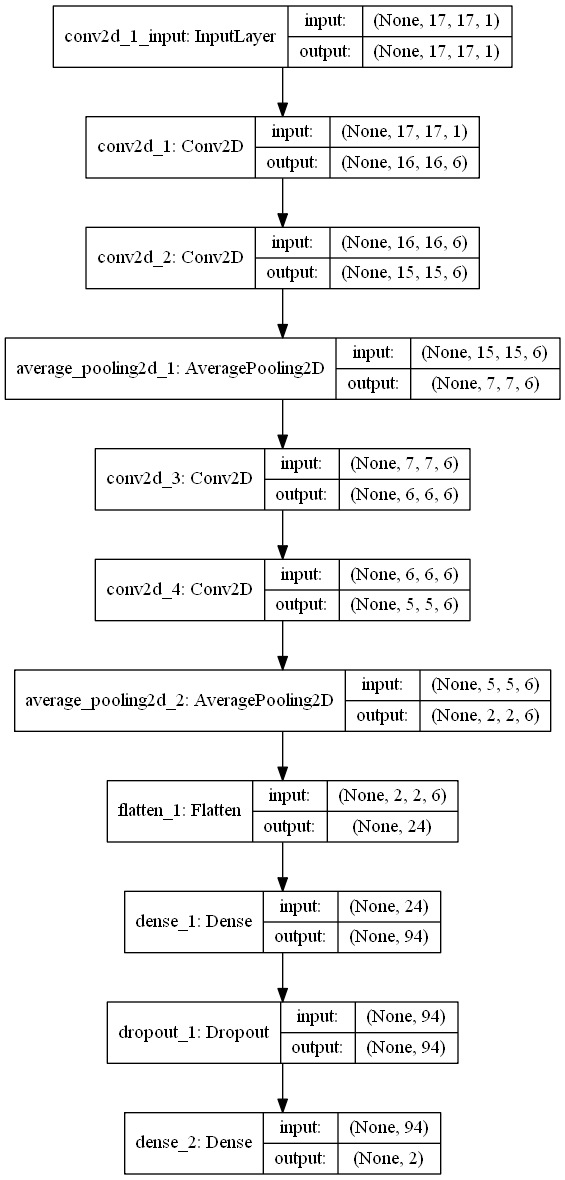 conv2d_1_input: InputLayer
input: (None, 17, 17, 1)
output: (None, 17, 17, 1)
conv2d_1: Conv2D
input: (None, 17, 17, 1)
output: (None, 16, 16, 6)
conv2d_2: Conv2D
input: (None, 16, 16, 6)
output: (None, 15, 15, 6)
average_pooling2d_1: AveragePooling2D
input: (None, 15, 15, 6)
output: (None, 7, 7, 6)
conv2d_3: Conv2D
input: (None, 7, 7, 6)
output: (None, 6, 6, 6)
conv2d_4: Conv2D
input: (None, 6, 6, 6)
output: (None, 5, 5, 6)
average_pooling2d_2: AveragePooling2D
input: (None, 5, 5, 6)
output: (None, 2, 2, 6)
flatten_1: Flatten
input: (None, 2, 2, 6)
output: (None, 24)
dense_1: Dense
input: (None, 24)
output: (None, 94)
dropout_1: Dropout
input: (None, 94)
output: (None, 94)
dense_2: Dense
input: (None, 94)
output: (None, 2)